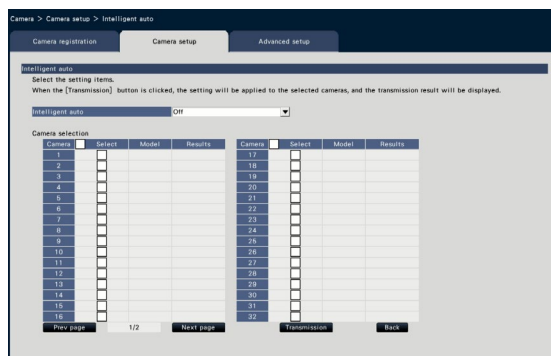 Camera > Camera setup > Intelligent auto
Camera registration Camera setup Advanced setup
Intelligent auto
Select the setting items.
When the [Transmission] button is clicked, the setting will be applied to the selected cameras, and the transmission result will be displayed.
Intelligent auto Off
Camera selection
Camera Select Model Results Camera Select Model Results
1 17
2 18
3 19
4 20
5 21
6 22
7 23
8 24
9 25
10 26
11 27
12 28
13 29
14 30
15 31
16 32
Prev page 1/2 Next page Transmission Back